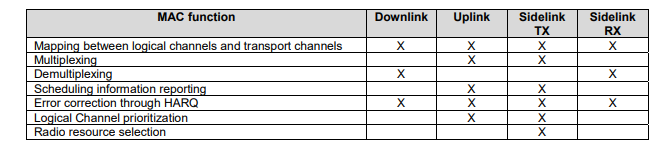 MAC function Downlink Uplink Sidelink TX Sidelink RX
Mapping between logical channels and transport channels X X X X
Multiplexing X X
Demultiplexing X X
Scheduling information reporting X X
Error correction through HARQ X X X X
Logical Channel prioritization X X
Radio resource selection X